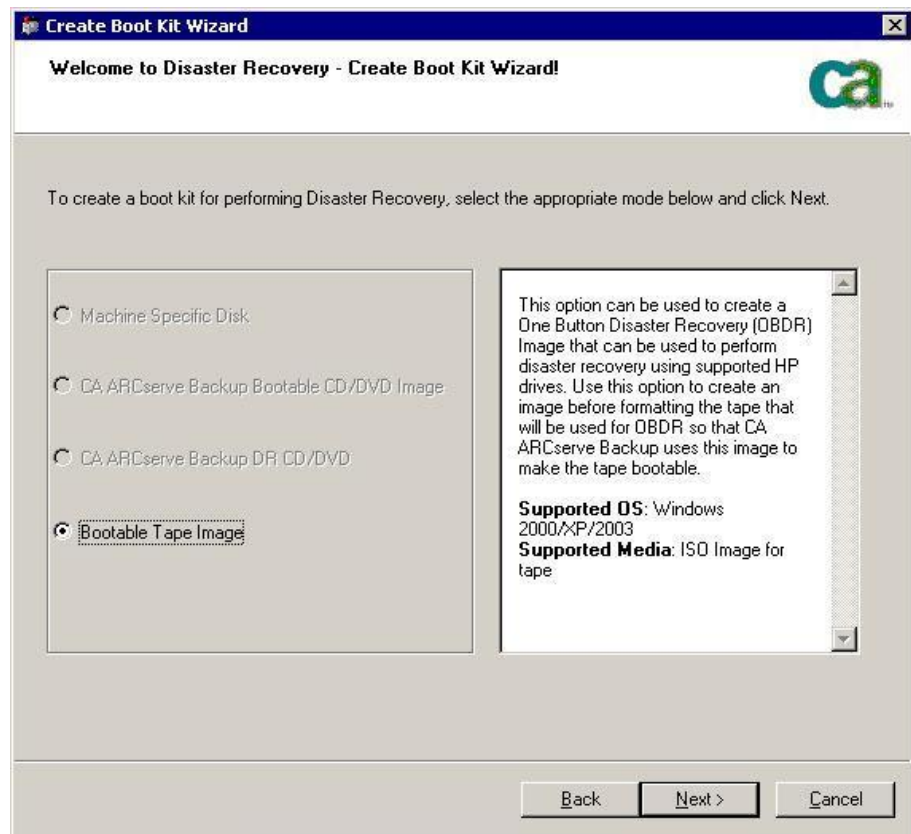 Create Boot Kit Wizard
Welcome to Disaster Recovery - Create Boot Kit Wizard!
ca
To create a boot kit for performing Disaster Recovery, select the appropriate mode below and click Next.
Machine Specific Disk
CA ARCserve Backup Bootable CD/DVD Image
CA ARCserve Backup DR CD/DVD
Bootable Tape Image
This option can be used to create a
One Button Disaster Recovery (OBDR)
Image that can be used to perform
disaster recovery using supported HP
drives. Use this option to create an
image before formatting the tape that
will be used for OBDR so that CA
ARCserve Backup uses this image to
make the tape bootable.
Supported OS: Windows
2000/XP/2003
Supported Media: ISO Image for
tape
Back
Next >
Cancel